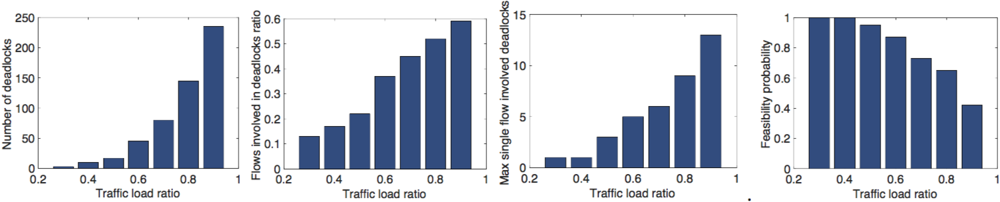 Number of deadlocks
250
200
150
100
50
0
0.2 0.4 0.6 0.8 1
Traffic load ratio
Flows involved in deadlocks ratio
0.6
0.5
0.4
0.3
0.2
0.1
0
0.2 0.4 0.6 0.8 1
Traffic load ratio
Max single flow involved deadlocks
15
10
5
0
0.2 0.4 0.6 0.8 1
Traffic load ratio
.
Feasibility probability
1
0.8
0.6
0.4
0.2
0
0.2 0.4 0.6 0.8 1
Traffic load ratio